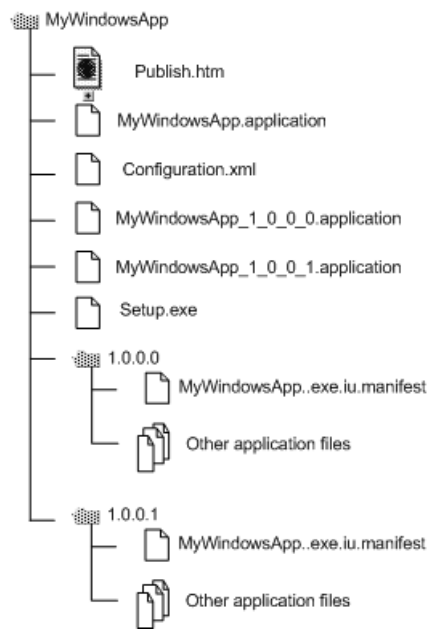 MyWindowsApp
Publish.htm
MyWindowsApp.application
Configuration.xml
MyWindowsApp_1_0_0_0.application
MyWindowsApp_1_0_0_1.application
Setup.exe
1.0.0.0
MyWindowsApp..exe.iu.manifest
Other application files
1.0.0.1
MyWindowsApp..exe.iu.manifest
Other application files